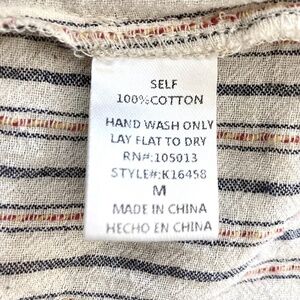 SELF
100%COTTON
HAND WASH ONLY
LAY FLAT TO DRY
RN#:105013
STYLE#:K16458
M
MADE IN CHINA
HECHO EN CHINA